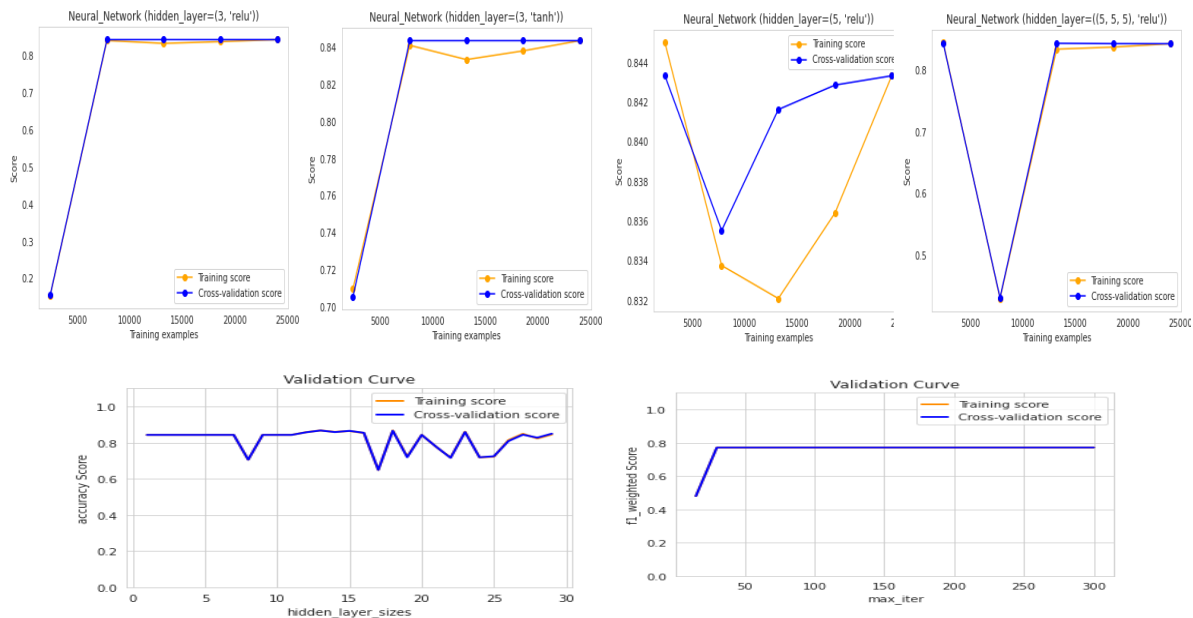 Neural_Network (hidden_layer=(3, 'relu'))
Score
0.8
0.7
0.6
0.5
0.4
0.3
0.2
Training score
Cross-validation score
5000 10000 15000 20000 25000
Training examples
Neural_Network (hidden_layer=(3, 'tanh'))
Score
0.84
0.82
0.80
0.78
0.76
0.74
0.72
0.70
Training score
Cross-validation score
5000 10000 15000 20000 25000
Training examples
Neural_Network (hidden_layer=(5, 'relu'))
Score
Training score
Cross-validation score
0.844
0.842
0.840
0.838
0.836
0.834
0.832
5000 10000 15000 20000
Training examples
Neural_Network (hidden_layer=((5, 5, 5), 'relu'))
Score
0.8
0.7
0.6
0.5
Training score
Cross-validation score
5000 10000 15000 20000 25000
Training examples
Validation Curve
accuracy Score
Training score
Cross-validation score
1.0
0.8
0.6
0.4
0.2
0.0
0 5 10 15 20 25 30
hidden_layer_sizes
Validation Curve
f1_weighted Score
Training score
Cross-validation score
1.0
0.8
0.6
0.4
0.2
0.0
50 100 150 200 250 300
max_iter